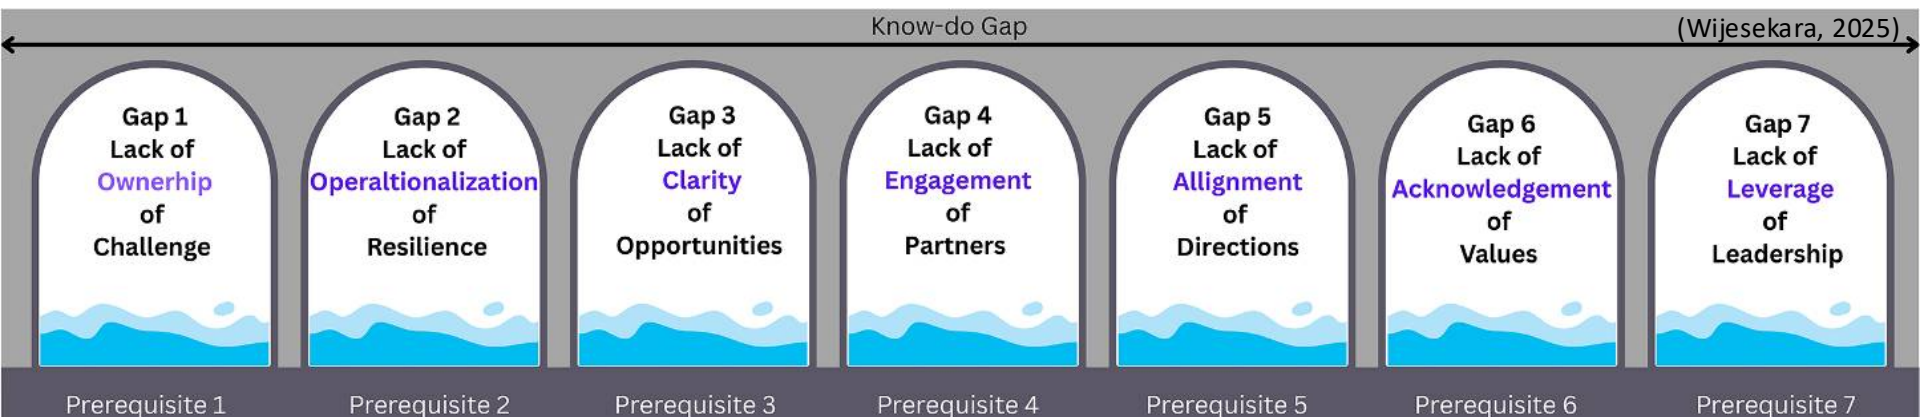 Know-do Gap
(Wijesekara, 2025)
Gap 1
Lack of
Ownerhip
of
Challenge
Gap 2
Lack of
Operaltionalization
of
Resilience
Gap 3
Lack of
Clarity
of
Opportunities
Gap 4
Lack of
Engagement
of
Partners
Gap 5
Lack of
Allignment
of
Directions
Gap 6
Lack of
Acknowledgement
of
Values
Gap 7
Lack of
Leverage
of
Leadership
Prerequisite 1
Prerequisite 2
Prerequisite 3
Prerequisite 4
Prerequisite 5
Prerequisite 6
Prerequisite 7